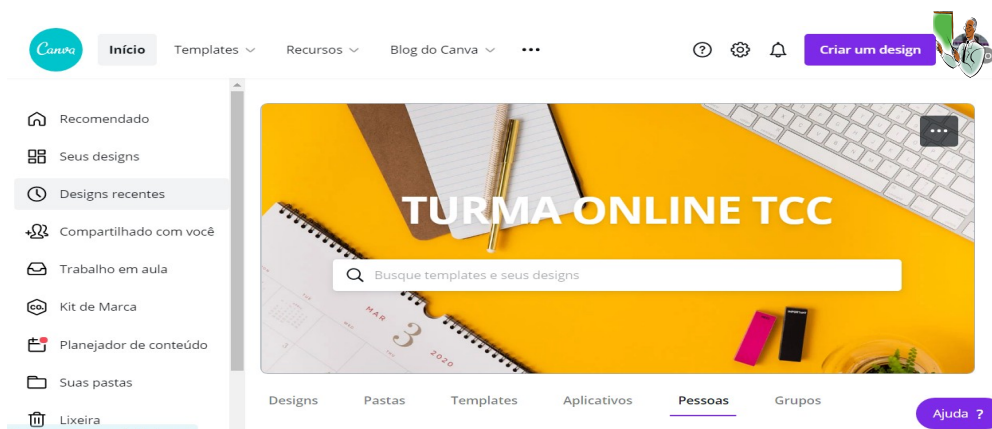 Canva
Início
Templates
Recursos
Blog do Canva
Criar um design
Recomendado
Seus designs
Designs recentes
Compartilhado com você
Trabalho em aula
Kit de Marca
Planejador de conteúdo
Suas pastas
Lixeira
TURMA ONLINE TCC
Busque templates e seus designs
MAR
3
2020
Designs
Pastas
Templates
Aplicativos
Pessoas
Grupos
Ajuda ?